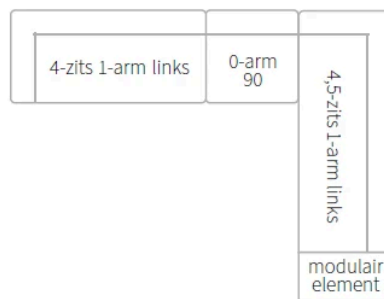 4-zits 1-arm links
0-arm
90
4,5-zits 1-arm links
modulair
element